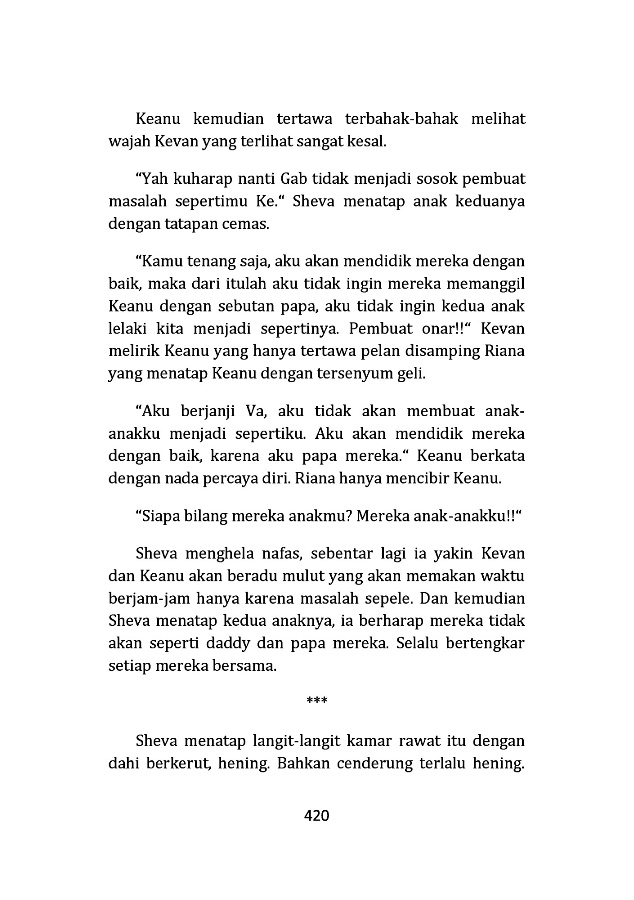 Keanu kemudian tertawa terbahak-bahak melihat
wajah Kevan yang terlihat sangat kesal.
“Yah kuharap nanti Gab tidak menjadi sosok pembuat
masalah sepertimu Ke.“ Sheva menatap anak keduanya
dengan tatapan cemas.
“Kamu tenang saja, aku akan mendidik mereka dengan
baik, maka dari itulah aku tidak ingin mereka memanggil
Keanu dengan sebutan papa, aku tidak ingin kedua anak
lelaki kita menjadi sepertinya. Pembuat onar!!“ Kevan
melirik Keanu yang hanya tertawa pelan disamping Riana
yang menatap Keanu dengan tersenyum geli.
“Aku berjanji Va, aku tidak akan membuat anak-
anakku menjadi sepertiku. Aku akan mendidik mereka
dengan baik, karena aku papa mereka.“ Keanu berkata
dengan nada percaya diri. Riana hanya mencibir Keanu.
“Siapa bilang mereka anakmu? Mereka anak-anakku!!“
Sheva menghela nafas, sebentar lagi ia yakin Kevan
dan Keanu akan beradu mulut yang akan memakan waktu
berjam-jam hanya karena masalah sepele. Dan kemudian
Sheva menatap kedua anaknya, ia berharap mereka tidak
akan seperti daddy dan papa mereka. Selalu bertengkar
setiap mereka bersama.
***
Sheva menatap langit-langit kamar rawat itu dengan
dahi berkerut, hening. Bahkan cenderung terlalu hening.
420